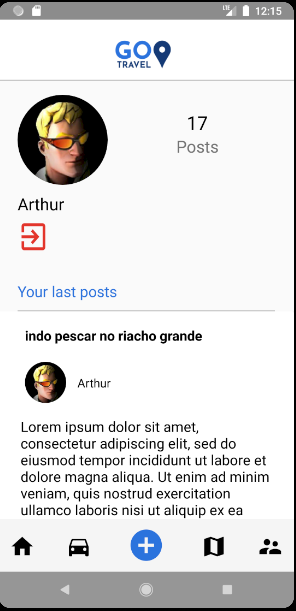 LTE 12:15
GO
TRAVEL
17
Posts
Arthur
Your last posts
indo pescar no riacho grande
Arthur
Lorem ipsum dolor sit amet,
consectetur adipiscing elit, sed do
eiusmod tempor incididunt ut labore et
dolore magna aliqua. Ut enim ad minim
veniam, quis nostrud exercitation
ullamco laboris nisi ut aliquip ex ea